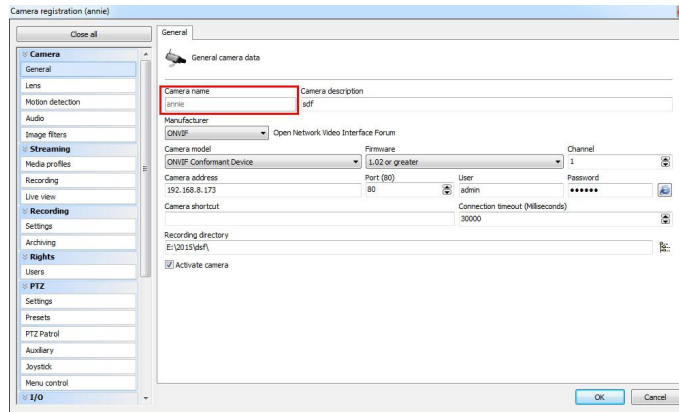 Camera registration (annie)
Close all
Camera
General
Lens
Motion detection
Audio
Image filters
Streaming
Media profiles
Recording
Live view
Recording
Settings
Archiving
Rights
Users
PTZ
Settings
Presets
PTZ Patrol
Auxiliary
Joystick
Menu control
I/O
General
General camera data
Camera name Camera description
annie sdf
Manufacturer
ONVIF Open Network Video Interface Forum
Camera model Firmware Channel
ONVIF Conformant Device 1.02 or greater 1
Camera address Port (80) User Password
192.168.8.173 80 admin ••••••
Camera shortcut Connection timeout (Milliseconds)
30000
Recording directory
E:\2015\dsf\
Activate camera
OK Cancel